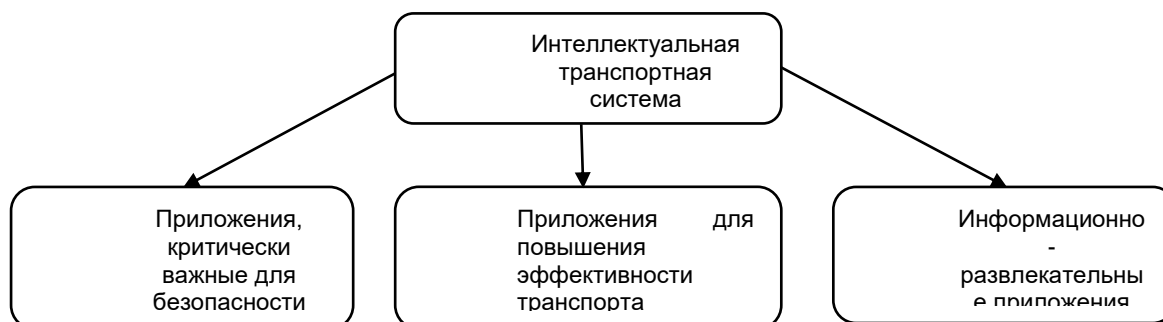 Интеллектуальная
транспортная
система
Приложения,
критически
важные для
безопасности
Приложения для
повышения
эффективности
транспорта
Информационно
-
развлекательны
е приложения